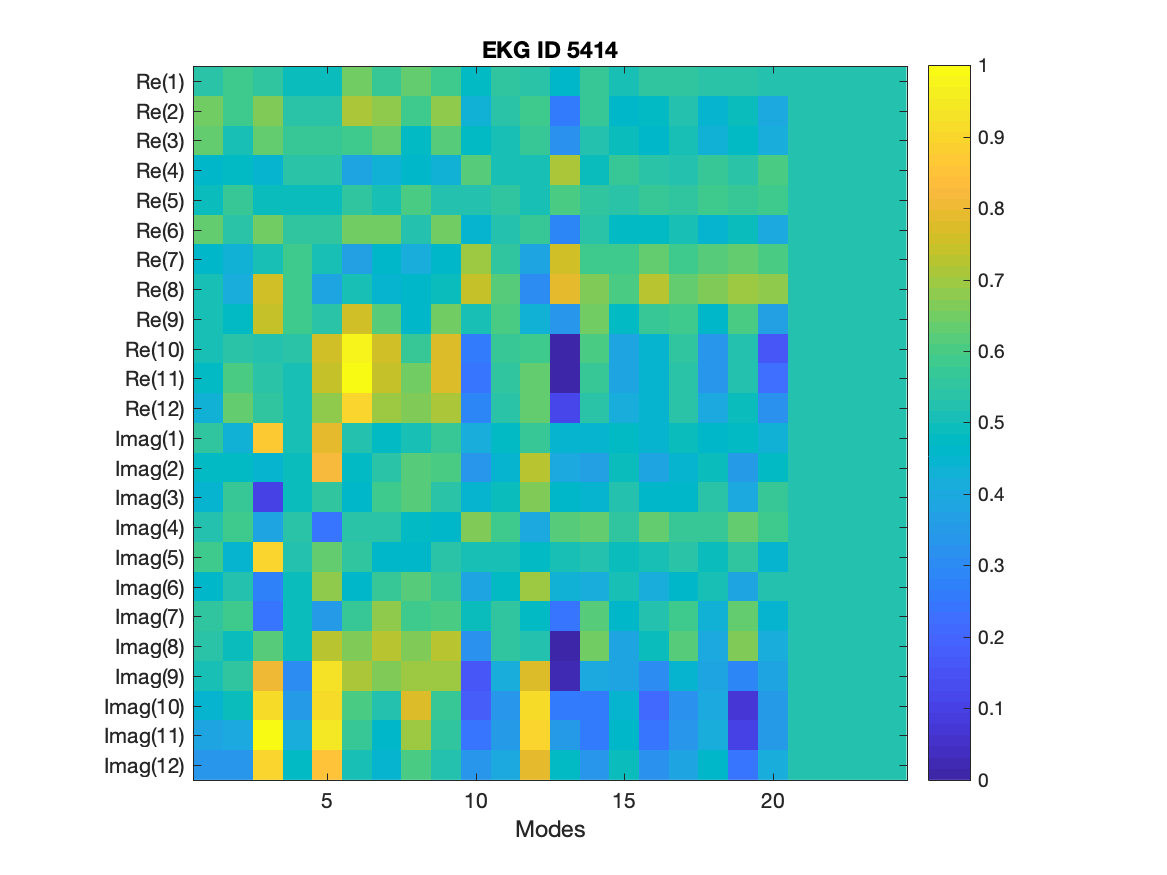 EKG ID 5414
Re(1)
Re(2)
Re(3)
Re(4)
Re(5)
Re(6)
Re(7)
Re(8)
Re(9)
Re(10)
Re(11)
Re(12)
Imag(1)
Imag(2)
Imag(3)
Imag(4)
Imag(5)
Imag(6)
Imag(7)
Imag(8)
Imag(9)
Imag(10)
Imag(11)
Imag(12)
5 10 15 20
Modes
1
0.9
0.8
0.7
0.6
0.5
0.4
0.3
0.2
0.1
0